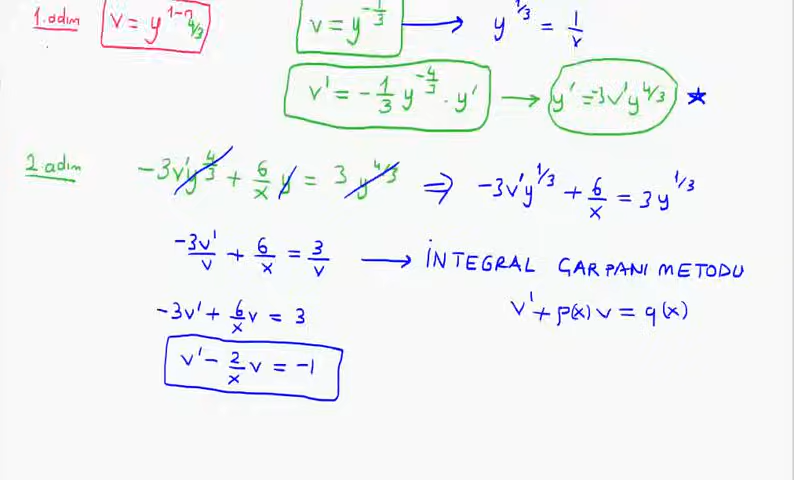 1.adım v = y^{1-n 4/3} v = y^{-1/3} → y^{1/3} = 1/v
v' = -1/3 y^{-4/3} · y' → y' = -3v'y^{4/3} ★
2.adım -3v'y^{4/3} + 6/x y = 3 y^{4/3} ⇒ -3v'y^{1/3} + 6/x = 3y^{1/3}
-3v'/v + 6/x = 3/v → İNTEGRAL ÇARPANI METODU
-3v' + 6/x v = 3 v' + p(x) v = q(x)
v' - 2/x v = -1